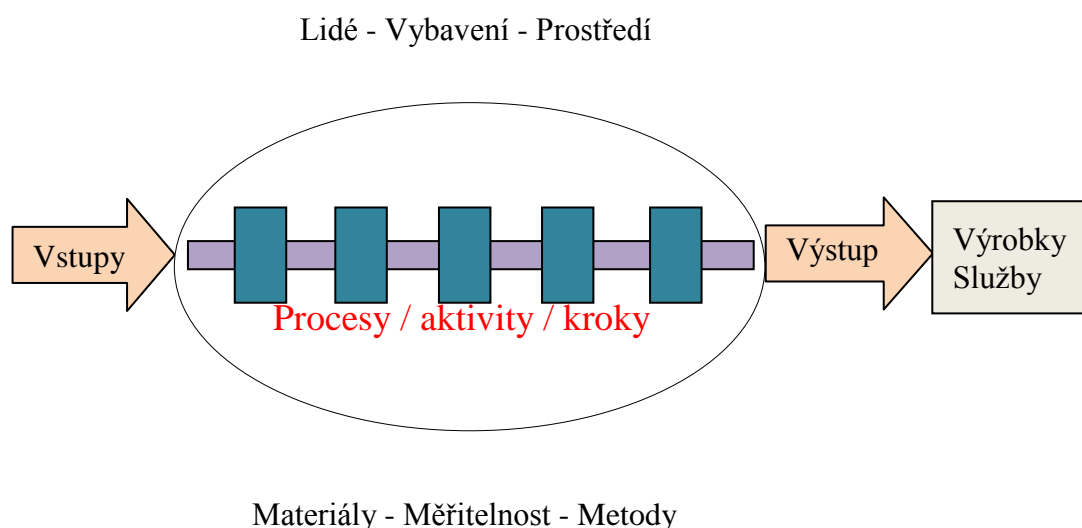 Lidé - Vybavení - Prostředí
Vstupy
Výstup
Výrobky
Služby
Procesy / aktivity / kroky
Materiály - Měřitelnost - Metody